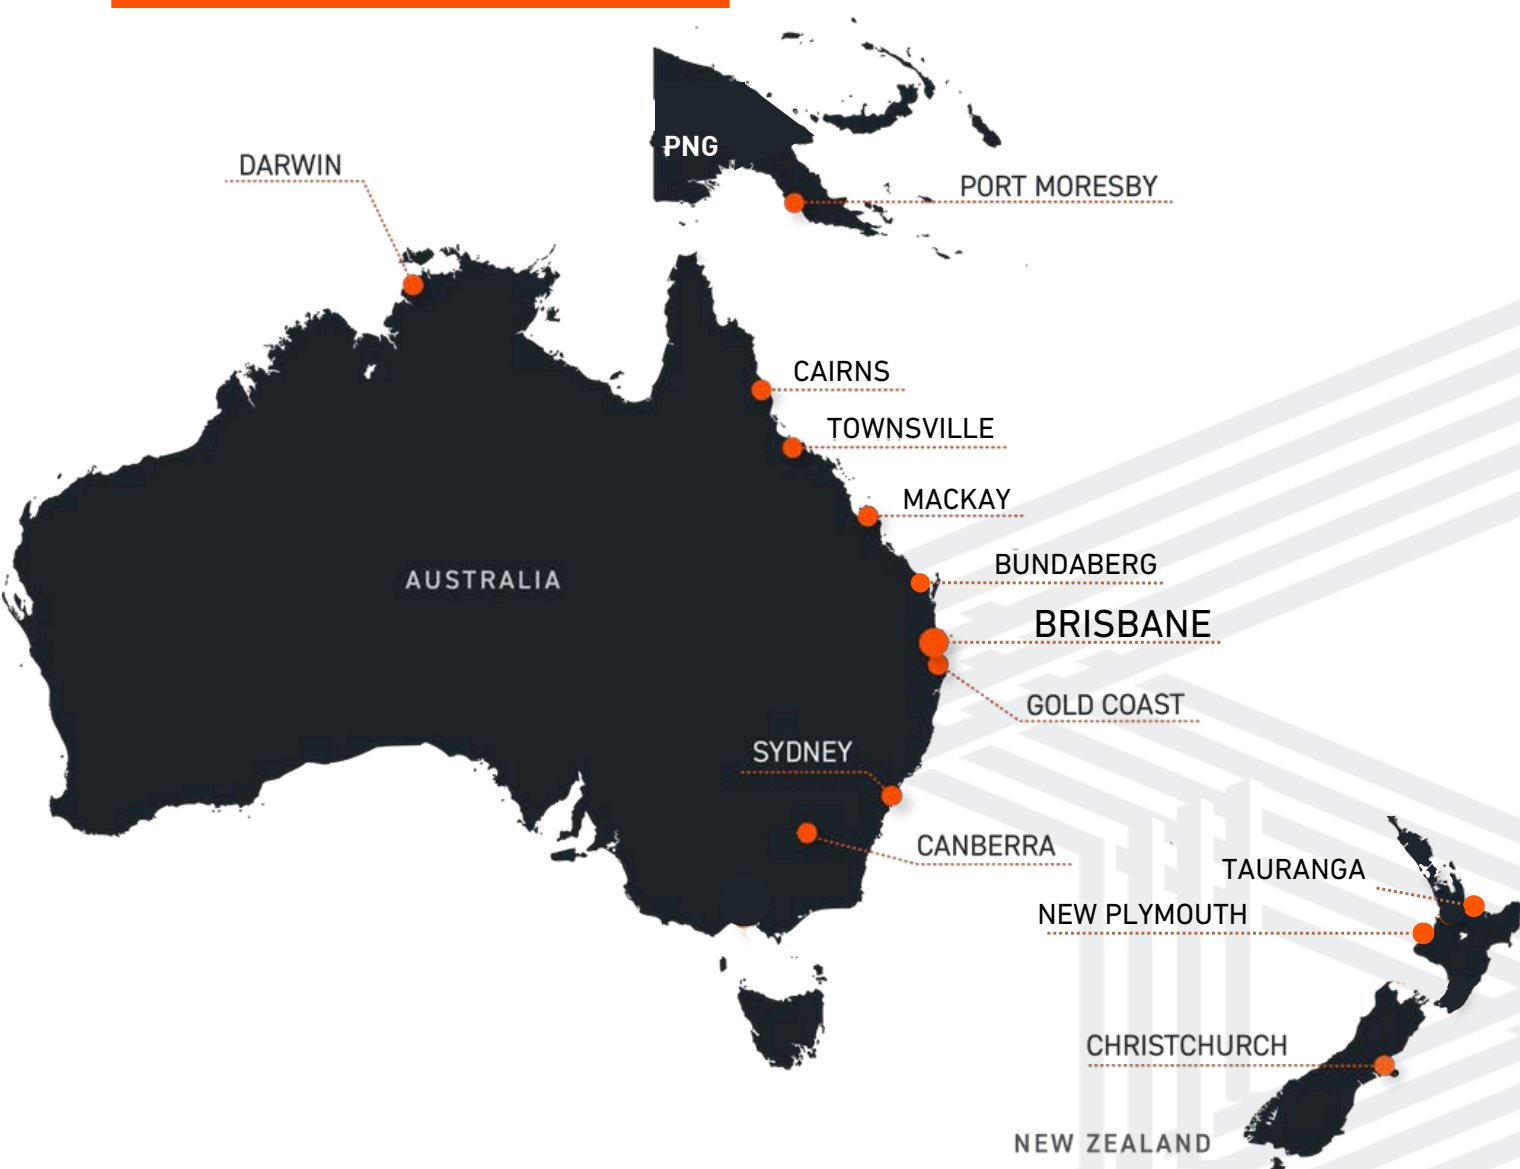 PNG
DARWIN
PORT MORESBY
CAIRNS
TOWNSVILLE
MACKAY
BUNDABERG
AUSTRALIA
BRISBANE
GOLD COAST
SYDNEY
CANBERRA
TAURANGA
NEW PLYMOUTH
CHRISTCHURCH
NEW ZEALAND